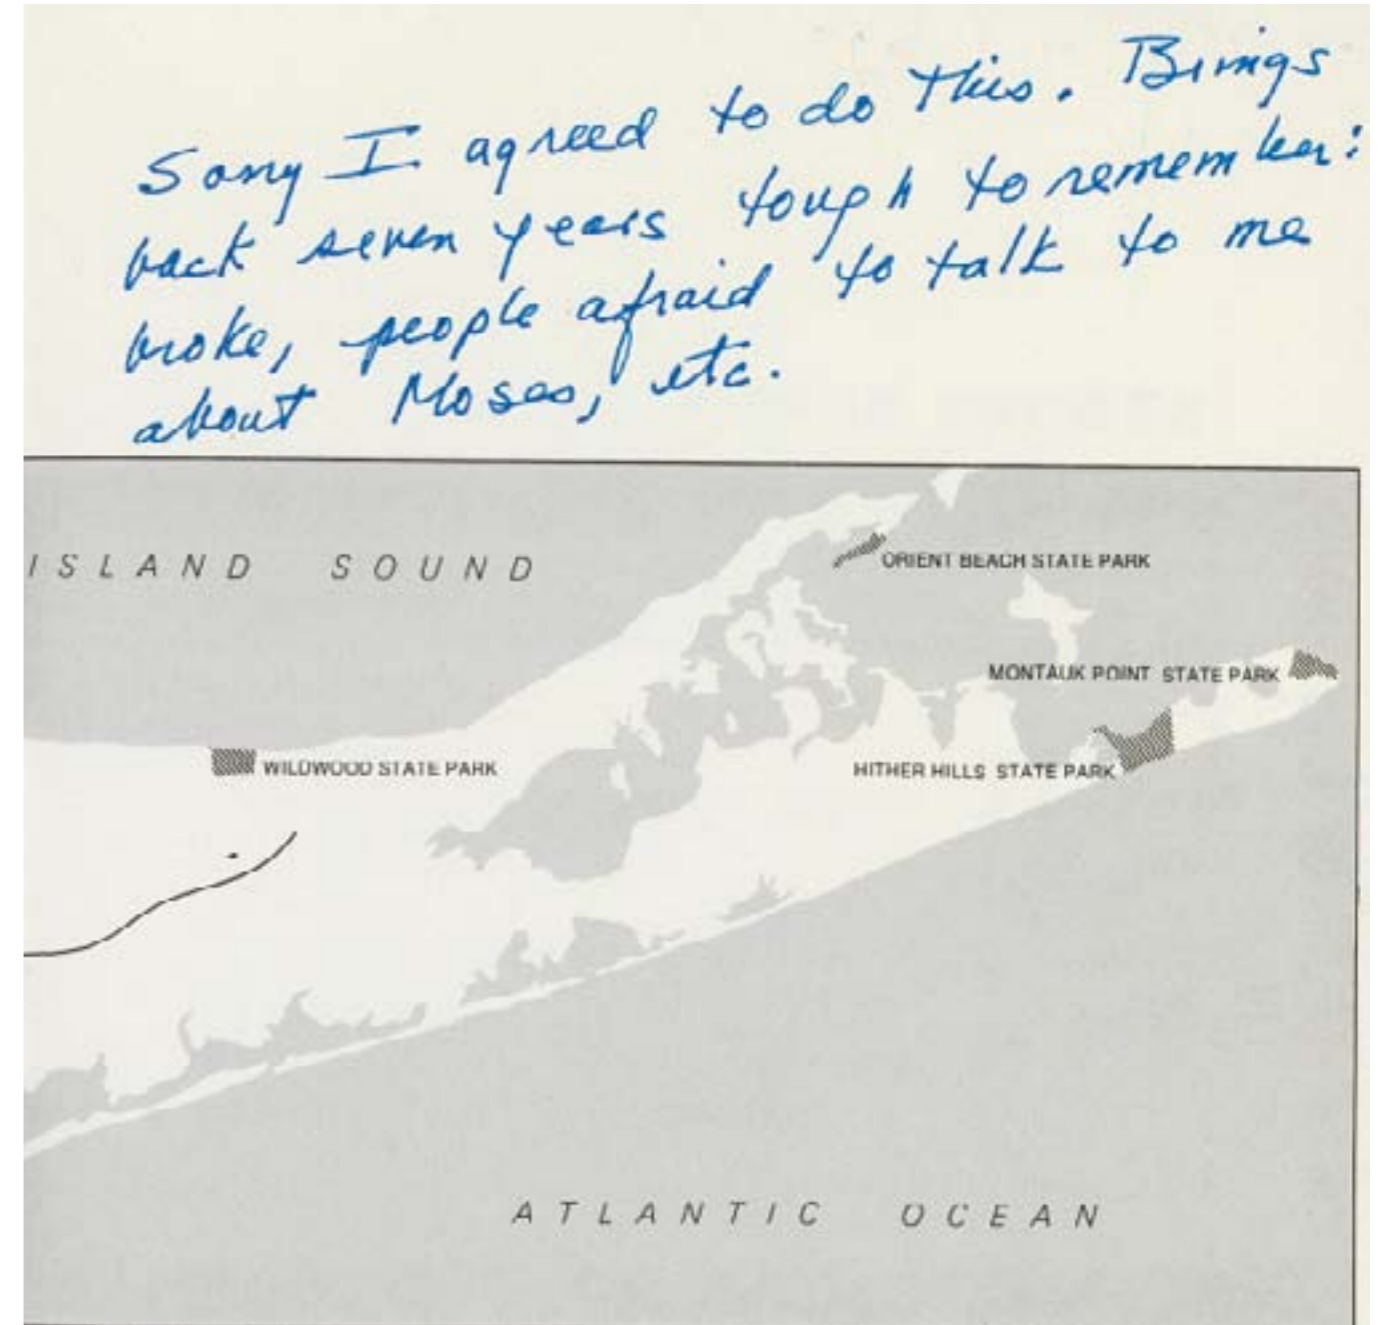 Sorry I agreed to do this. Brings
back seven years tough to remember:
broke, people afraid to talk to me
about Moses, etc.
ISLAND SOUND
ORIENT BEACH STATE PARK
MONTAUK POINT STATE PARK
WILDWOOD STATE PARK
HITHER HILLS STATE PARK
ATLANTIC OCEAN